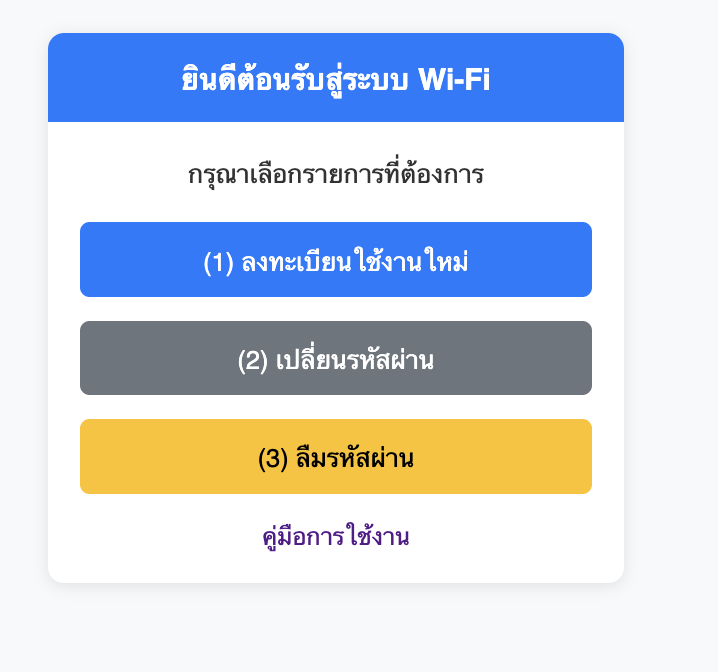 ยินดีต้อนรับสู่ระบบ Wi-Fi
กรุณาเลือกรายการที่ต้องการ
(1) ลงทะเบียนใช้งานใหม่
(2) เปลี่ยนรหัสผ่าน
(3) ลืมรหัสผ่าน
คู่มือการใช้งาน